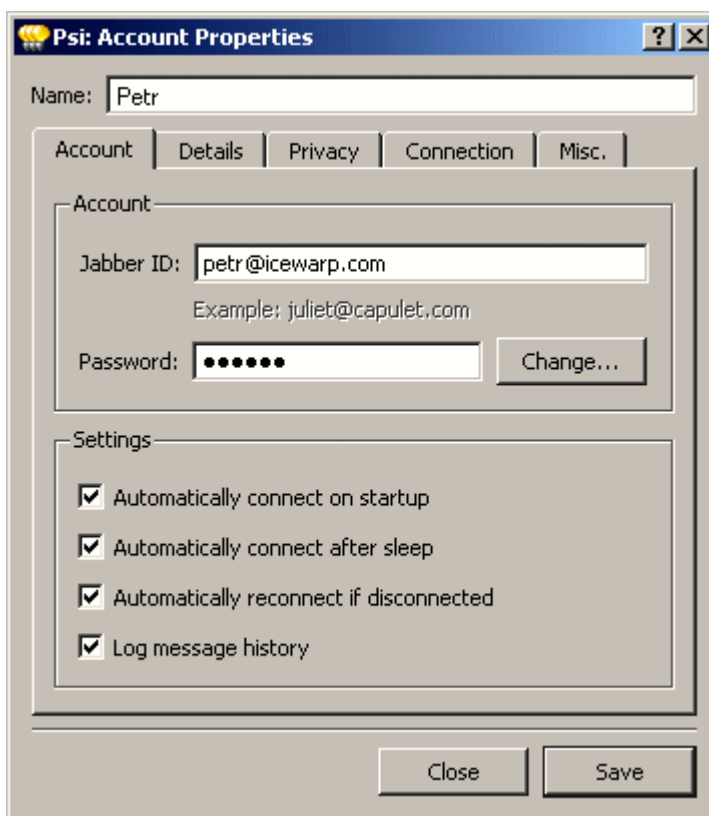 Psi: Account Properties
Name: Petr
Account Details Privacy Connection Misc.
Account
Jabber ID: petr@icewarp.com
Example: juliet@capulet.com
Password: ●●●●●● Change...
Settings
Automatically connect on startup
Automatically connect after sleep
Automatically reconnect if disconnected
Log message history
Close Save